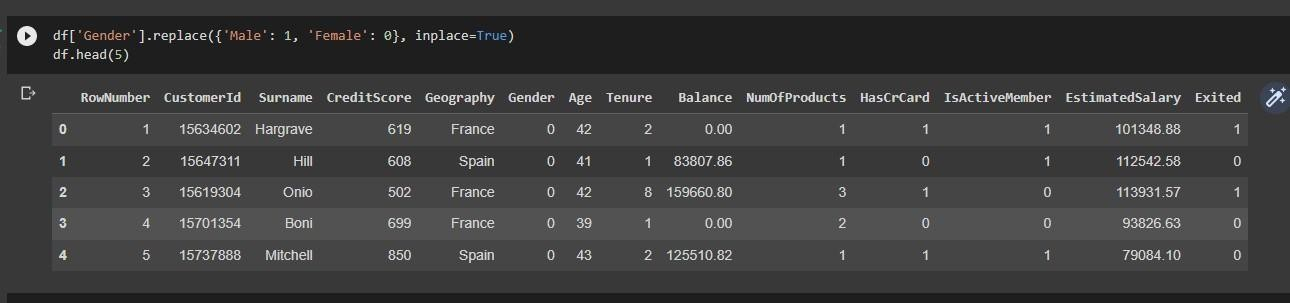 df['Gender'].replace({'Male': 1, 'Female': 0}, inplace=True)
df.head(5)
RowNumber CustomerId Surname CreditScore Geography Gender Age Tenure Balance NumOfProducts HasCrCard IsActiveMember EstimatedSalary Exited
0 1 15634602 Hargrave 619 France 0 42 2 0.00 1 1 1 101348.88 1
1 2 15647311 Hill 608 Spain 0 41 1 83807.86 1 0 1 112542.58 0
2 3 15619304 Onio 502 France 0 42 8 159660.80 3 1 0 113931.57 1
3 4 15701354 Boni 699 France 0 39 1 0.00 2 0 0 93826.63 0
4 5 15737888 Mitchell 850 Spain 0 43 2 125510.82 1 1 1 79084.10 0